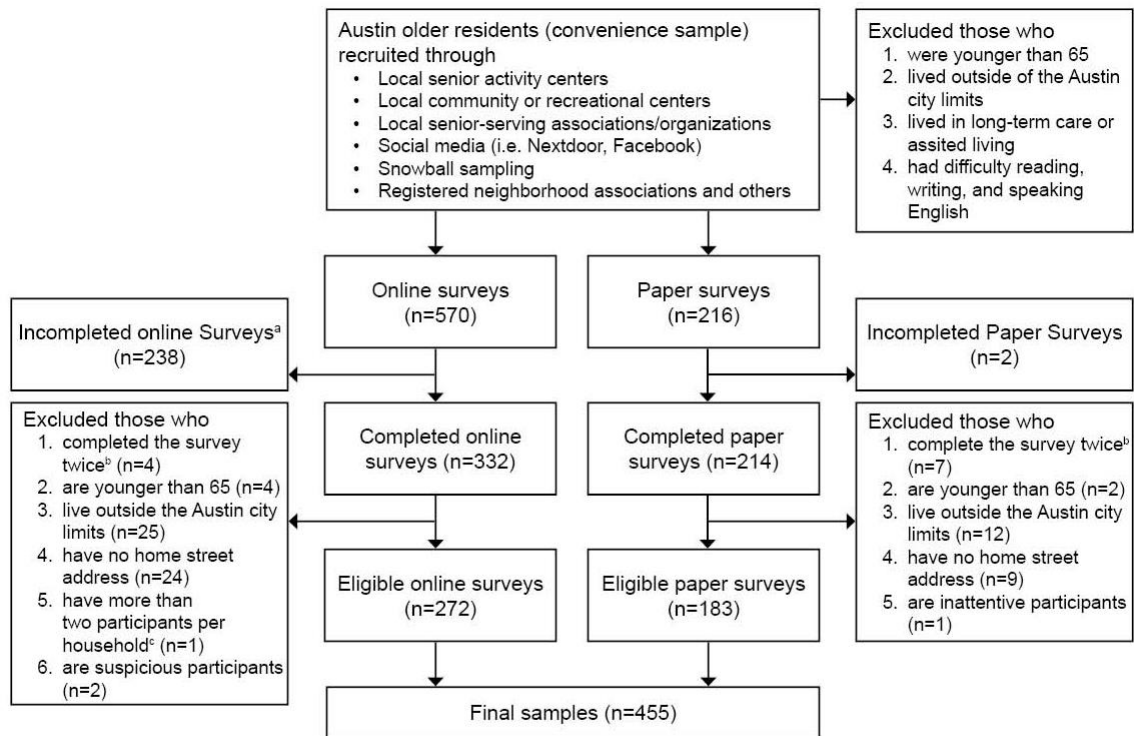 Austin older residents (convenience sample)
recruited through
• Local senior activity centers
• Local community or recreational centers
• Local senior-serving associations/organizations
• Social media (i.e. Nextdoor, Facebook)
• Snowball sampling
• Registered neighborhood associations and others
Excluded those who
1. were younger than 65
2. lived outside of the Austin
city limits
3. lived in long-term care or
assited living
4. had difficulty reading,
writing, and speaking
English
Online surveys
(n=570)
Paper surveys
(n=216)
Incompleted online Surveysᵃ
(n=238)
Incompleted Paper Surveys
(n=2)
Excluded those who
1. completed the survey
twiceᵇ (n=4)
2. are younger than 65 (n=4)
3. live outside the Austin city
limits (n=25)
4. have no home street
address (n=24)
5. have more than
two participants per
householdᶜ (n=1)
6. are suspicious participants
(n=2)
Completed online
surveys (n=332)
Completed paper
surveys (n=214)
Excluded those who
1. complete the survey twiceᵇ
(n=7)
2. are younger than 65 (n=2)
3. live outside the Austin city
limits (n=12)
4. have no home street
address (n=9)
5. are inattentive participants
(n=1)
Eligible online surveys
(n=272)
Eligible paper surveys
(n=183)
Final samples (n=455)